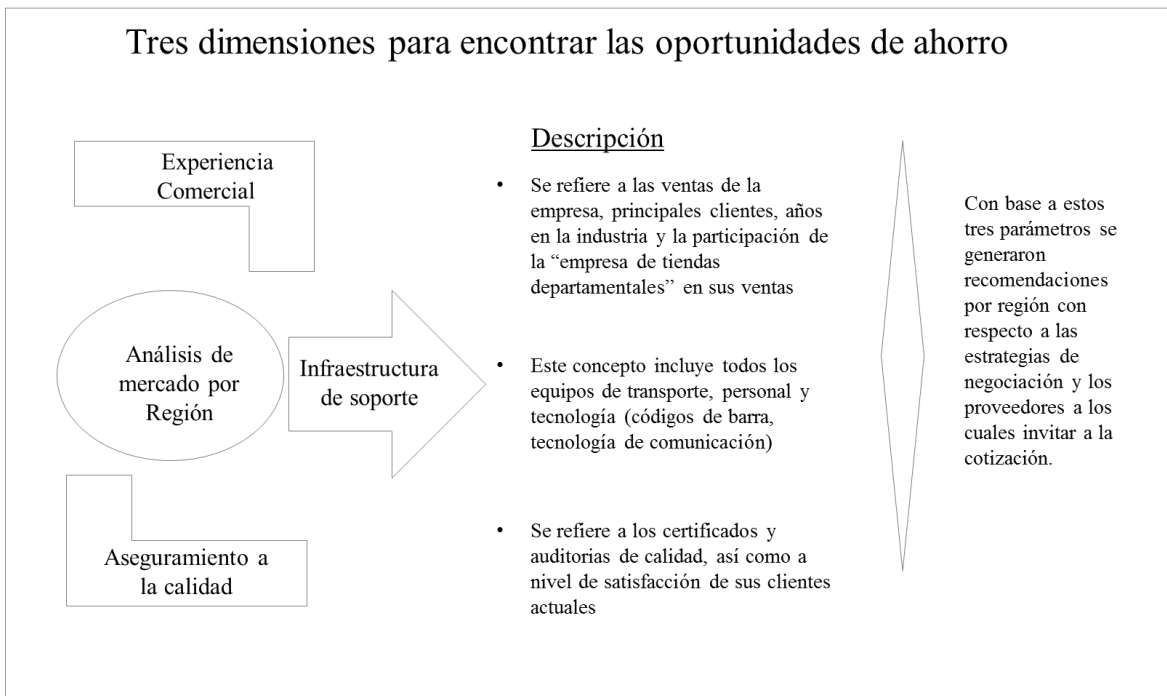 Tres dimensiones para encontrar las oportunidades de ahorro
Experiencia
Comercial
Análisis de
mercado por
Región
Infraestructura
de soporte
Aseguramiento a
la calidad
Descripción
• Se refiere a las ventas de la
empresa, principales clientes, años
en la industria y la participación de
la “empresa de tiendas
departamentales” en sus ventas
• Este concepto incluye todos los
equipos de transporte, personal y
tecnología (códigos de barra,
tecnología de comunicación)
• Se refiere a los certificados y
auditorias de calidad, así como a
nivel de satisfacción de sus clientes
actuales
Con base a estos
tres parámetros se
generaron
recomendaciones
por región con
respecto a las
estrategias de
negociación y los
proveedores a los
cuales invitar a la
cotización.